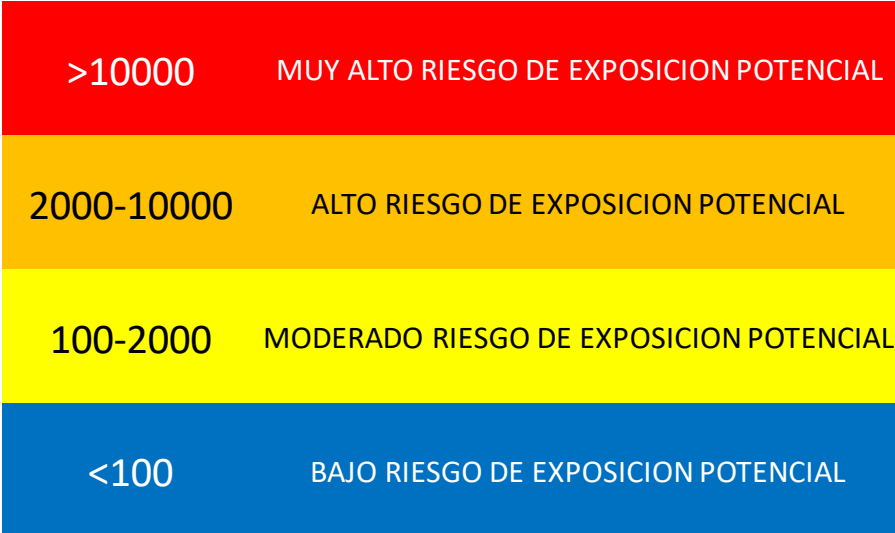 >10000 MUY ALTO RIESGO DE EXPOSICION POTENCIAL
2000-10000 ALTO RIESGO DE EXPOSICION POTENCIAL
100-2000 MODERADO RIESGO DE EXPOSICION POTENCIAL
<100 BAJO RIESGO DE EXPOSICION POTENCIAL